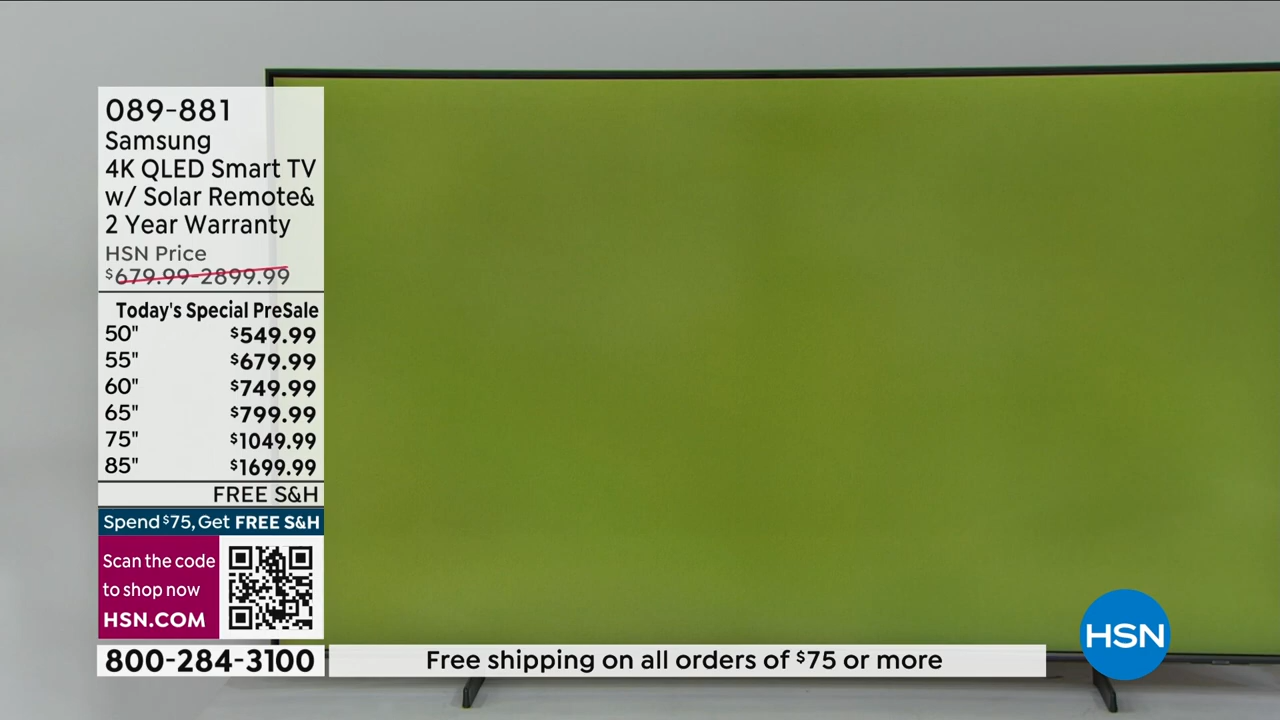 089-881
Samsung
4K QLED Smart TV
w/ Solar Remote&
2 Year Warranty
HSN Price
$679.99-2899.99
Today's Special PreSale
50" $549.99
55" $679.99
60" $749.99
65" $799.99
75" $1049.99
85" $1699.99
FREE S&H
Spend $75, Get FREE S&H
Scan the code
to shop now
HSN.COM
800-284-3100
Free shipping on all orders of $75 or more
HSN